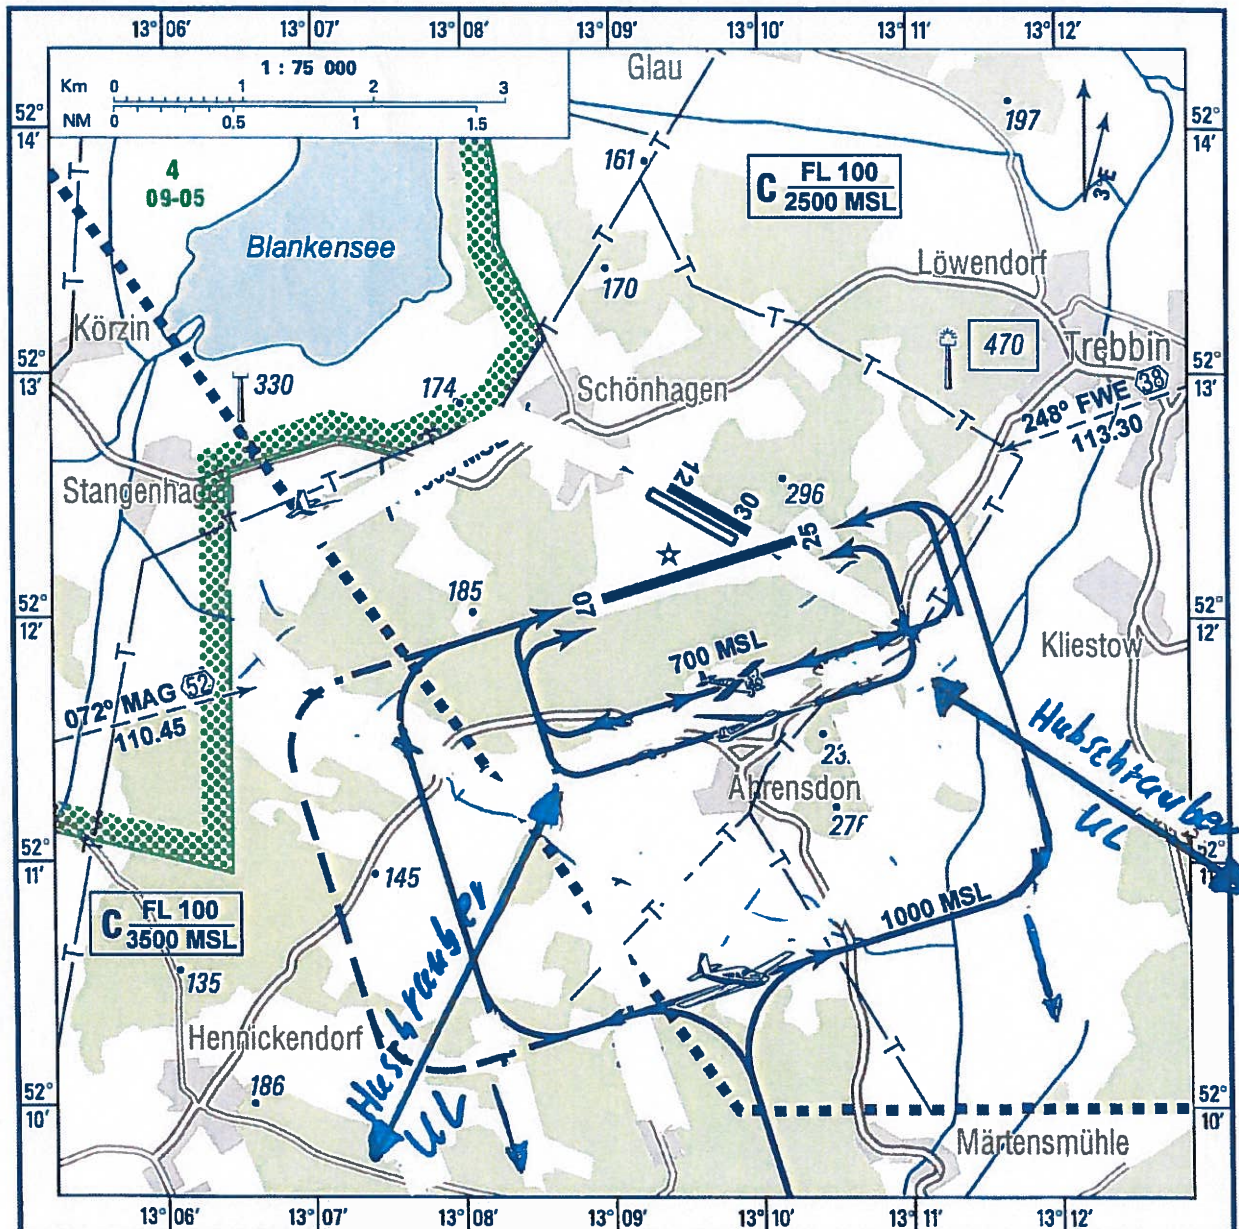 13° 06' 13° 07' 13° 08' 13° 09' 13° 10' 13° 11' 13° 12'
1 : 75 000
Km 0 1 2 3
NM 0 0.5 1 1.5
Glau
197
52° 14' 52° 14'
161
4
09-05
C FL 100
2500 MSL
3°E
Blankensee
170
Löwendorf
Körzin
470
Trebbin
52° 13' 52° 13'
330
174
Schönhagen
248° FWE 38
113.30
Stangenhagen
12
30
296
25
185
07
52° 12' 52° 12'
700 MSL
Kliestow
072° MAG 52
110.45
Hubschrauber
UL
Ahrensdon
52° 11' 52°
145
1000 MSL
C FL 100
3500 MSL
135
Hennickendorf
186
UL
52° 10' 52° 10'
Märtensmühle
13° 06' 13° 07' 13° 08' 13° 09' 13° 10' 13° 11' 13° 12'